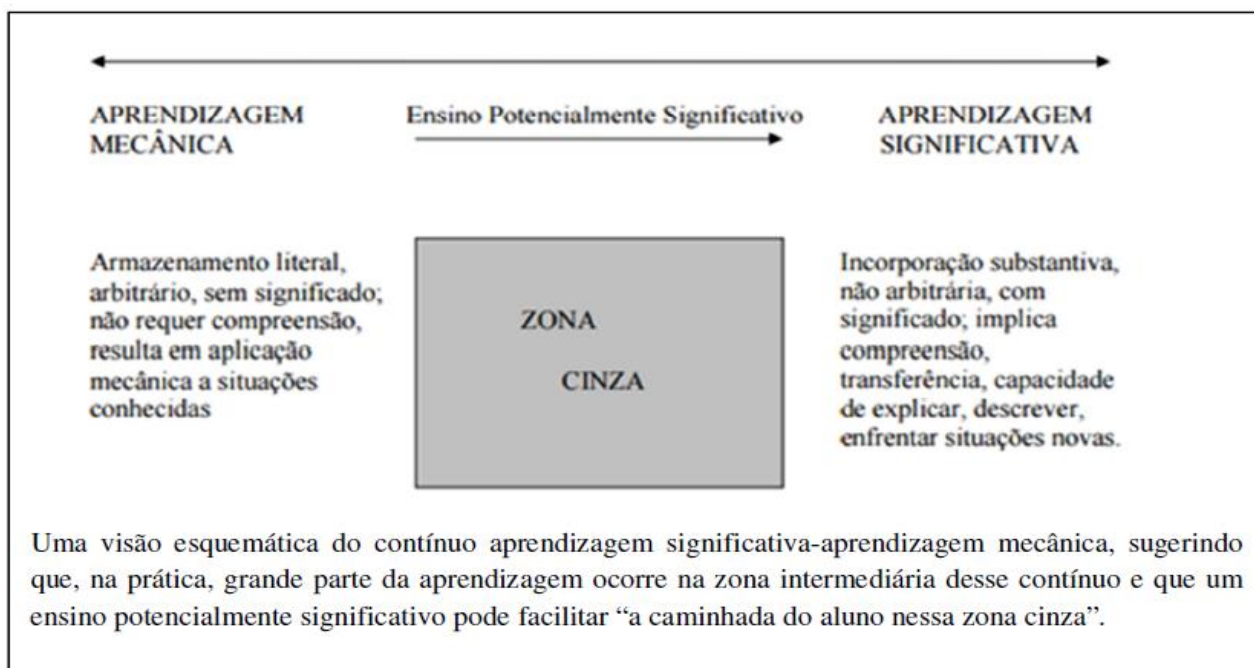 APRENDIZAGEM
MECÂNICA
Ensino Potencialmente Significativo
APRENDIZAGEM
SIGNIFICATIVA
Armazenamento literal,
arbitrário, sem significado;
não requer compreensão,
resulta em aplicação
mecânica a situações
conhecidas
ZONA
CINZA
Incorporação substantiva,
não arbitrária, com
significado; implica
compreensão,
transferência, capacidade
de explicar, descrever,
enfrentar situações novas.
Uma visão esquemática do contínuo aprendizagem significativa-aprendizagem mecânica, sugerindo
que, na prática, grande parte da aprendizagem ocorre na zona intermediária desse contínuo e que um
ensino potencialmente significativo pode facilitar “a caminhada do aluno nessa zona cinza”.